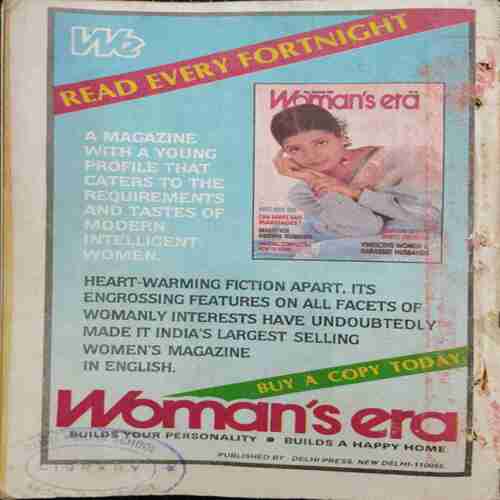 We
READ EVERY FORTNIGHT
Woman's era
A MAGAZINE
WITH A YOUNG
PROFILE THAT
CATERS TO THE
REQUIREMENTS
AND TASTES OF
MODERN
INTELLIGENT
WOMEN.
HEART-WARMING FICTION APART, ITS
ENGROSSING FEATURES ON ALL FACETS OF
WOMANLY INTERESTS HAVE UNDOUBTEDLY
MADE IT INDIA'S LARGEST SELLING
WOMEN'S MAGAZINE
IN ENGLISH.
BUY A COPY TODAY
Woman's era
BUILDS YOUR PERSONALITY • BUILDS A HAPPY HOME
PUBLISHED BY: DELHI PRESS, NEW DELHI-110055.